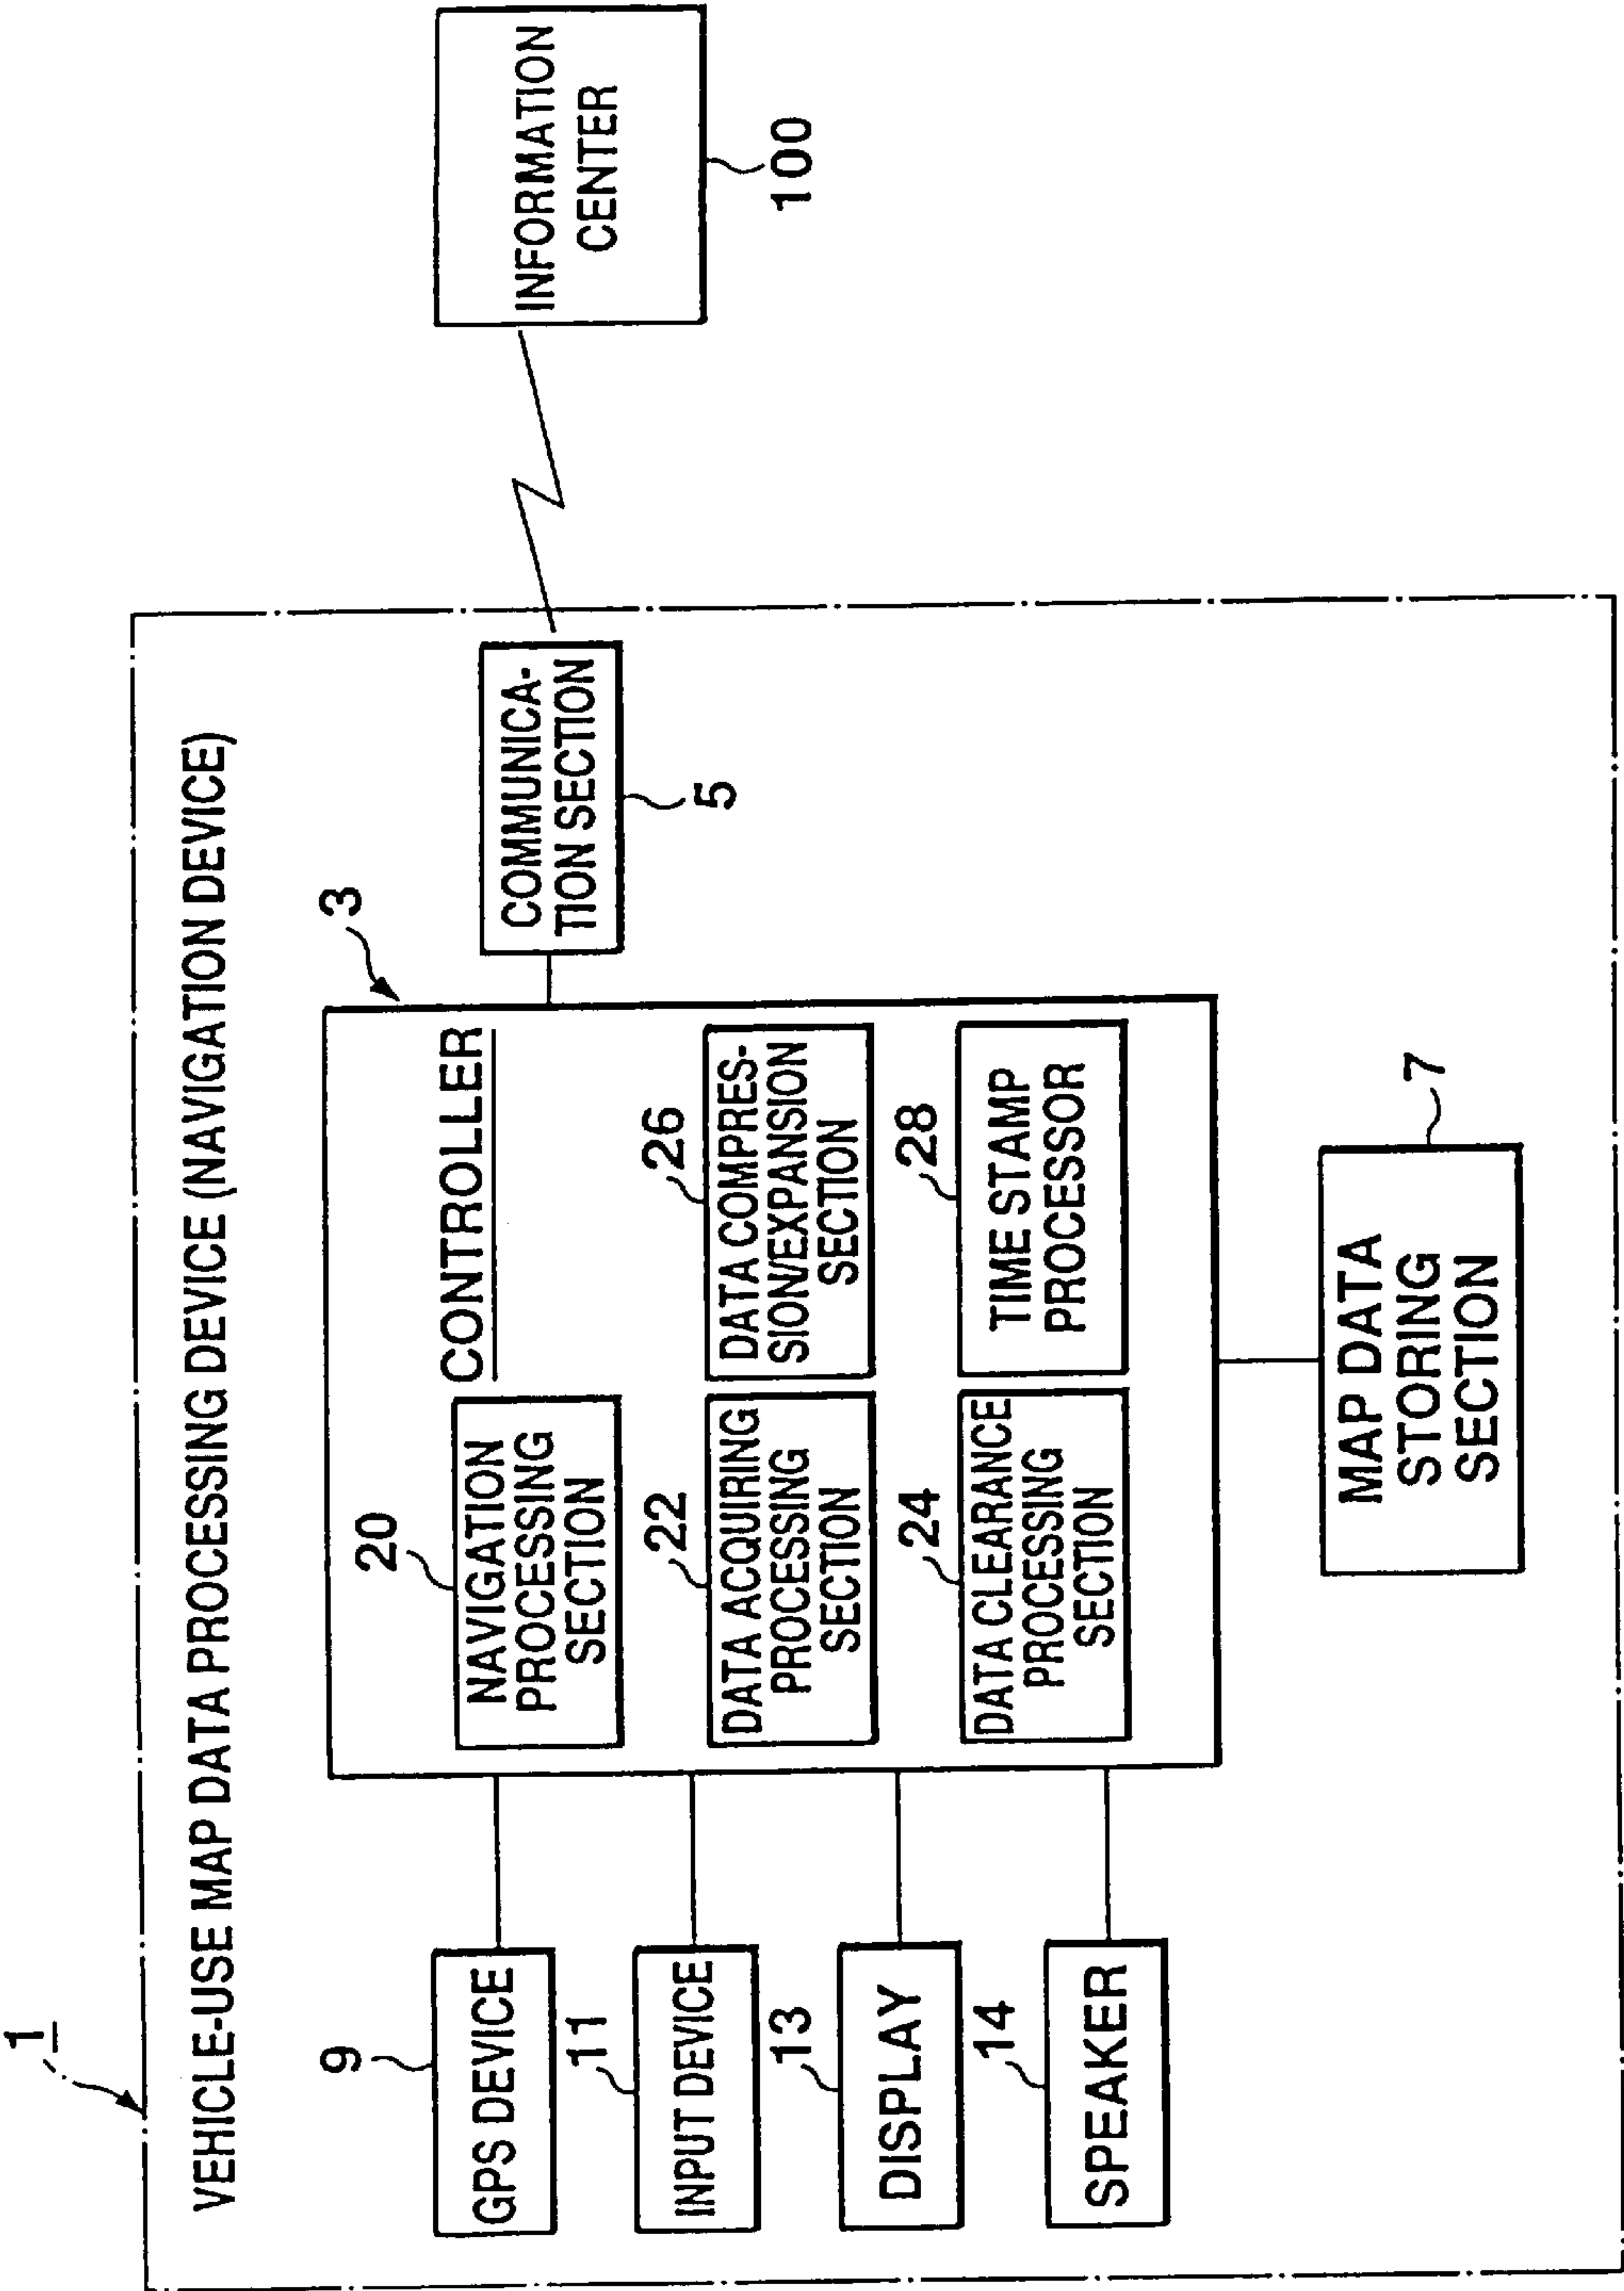 1
VEHICLE-USE MAP DATA PROCESSING DEVICE (NAVIGATION DEVICE)
9
GPS DEVICE
11
INPUT DEVICE
13
DISPLAY
14
SPEAKER
3
CONTROLLER
20
NAVIGATION
PROCESSING
SECTION
22
DATA ACQUIRING
PROCESSING
SECTION
24
DATA CLEARANCE
PROCESSING
SECTION
26
DATA COMPRES-
SION/EXPANSION
SECTION
28
TIME STAMP
PROCESSOR
COMMUNICA-
TION SECTION
5
MAP DATA
STORING
SECTION
7
INFORMATION
CENTER
100